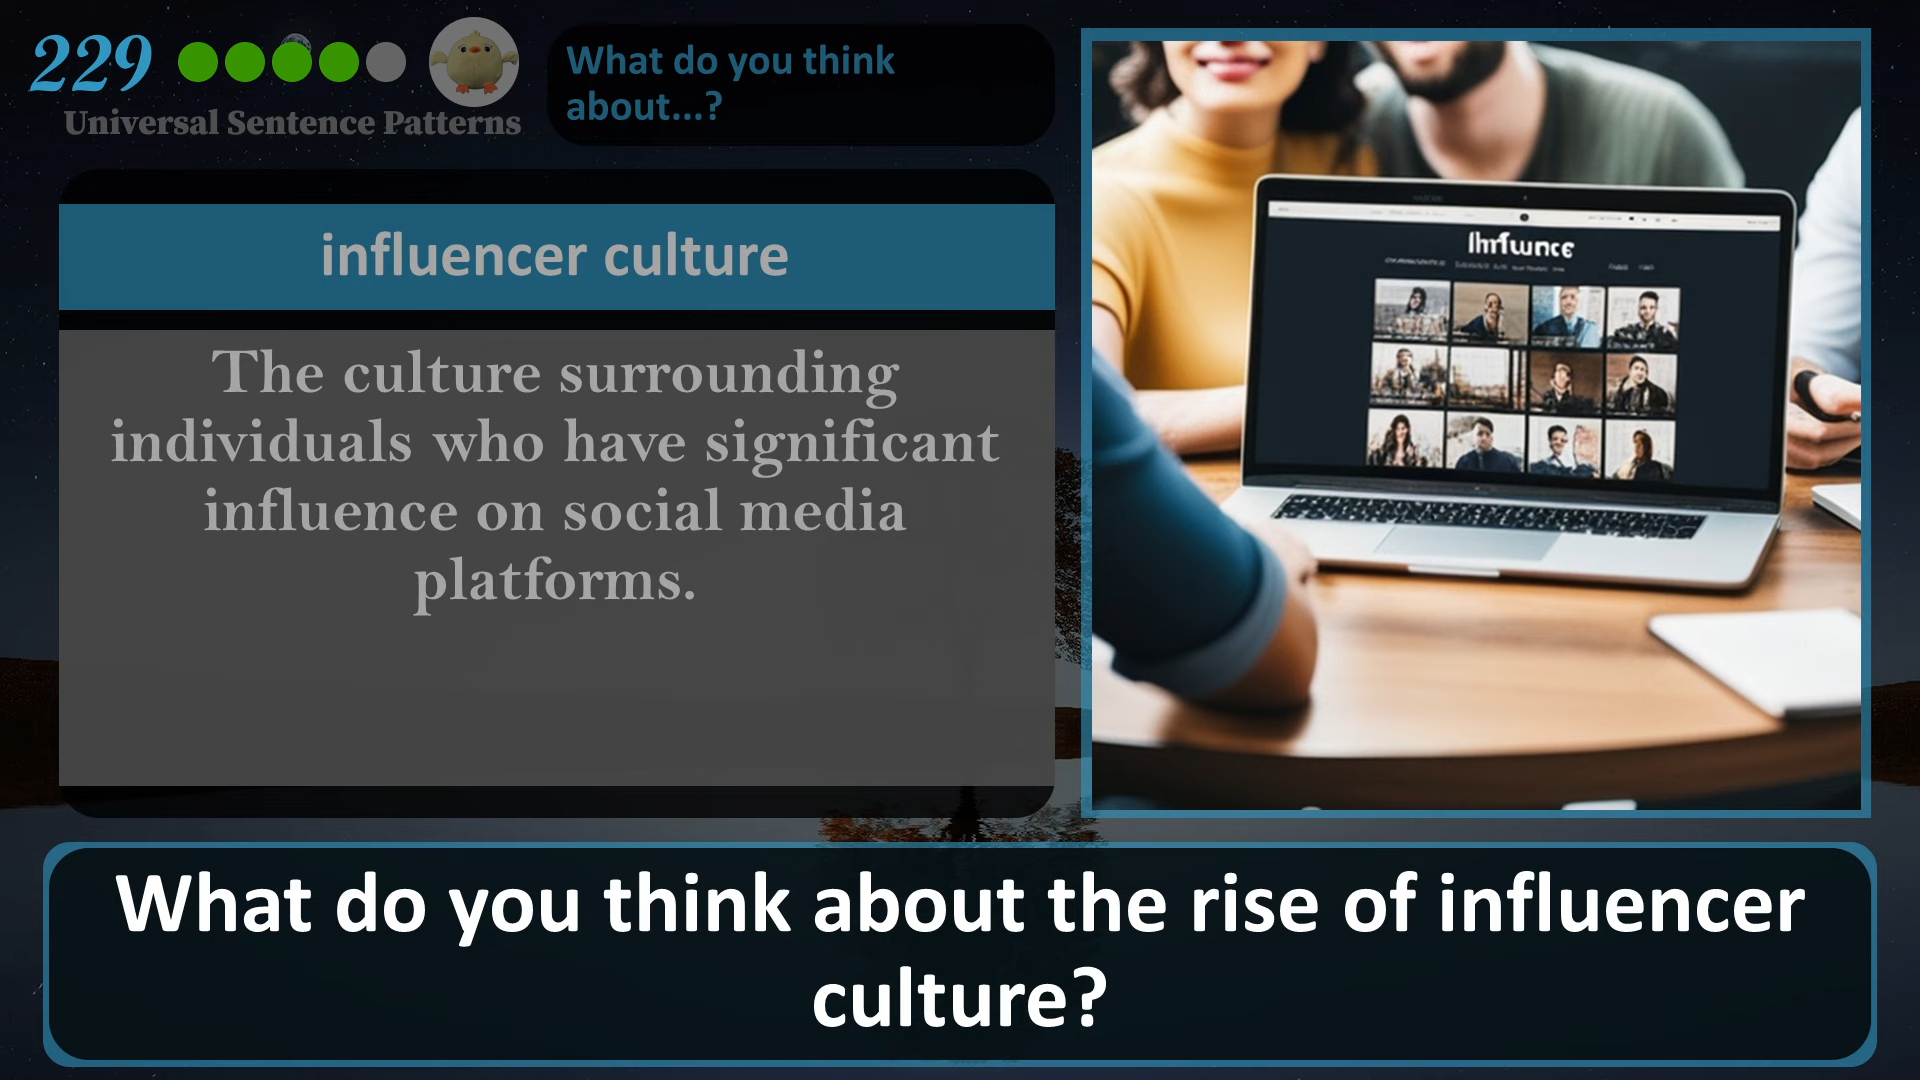 229
Universal Sentence Patterns
What do you think
about...?
influencer culture
The culture surrounding
individuals who have significant
influence on social media
platforms.
What do you think about the rise of influencer
culture?